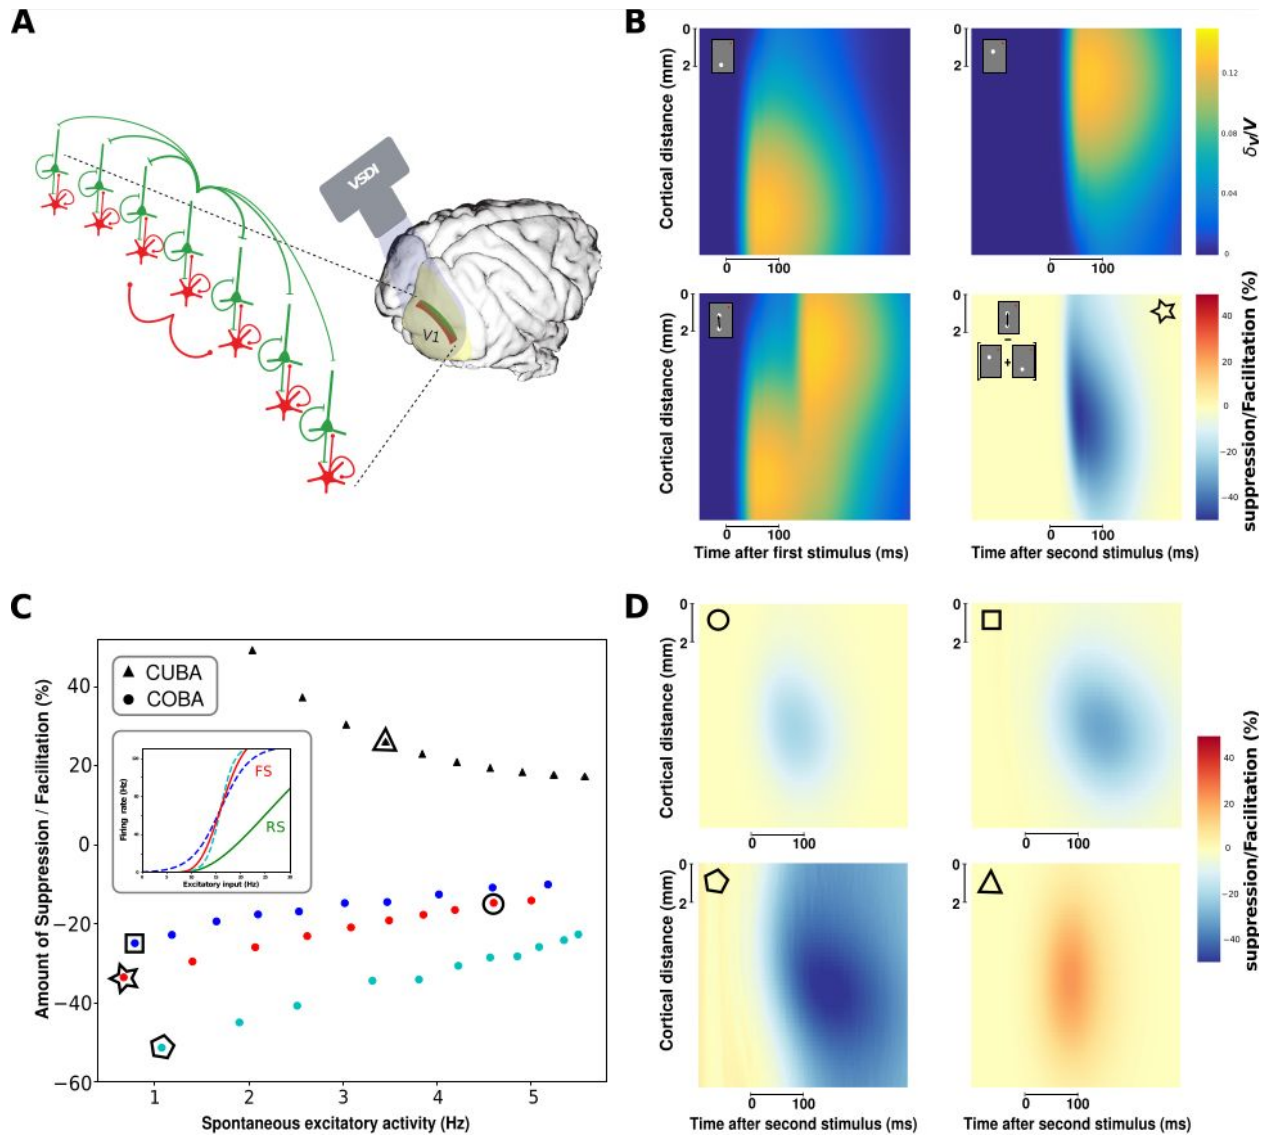 A
VSDI
V1
B
Cortical distance (mm)
0
2
0
100
0
2
0
100
0.12
0.08
0.04
0
δv/V
Cortical distance (mm)
0
2
0
100
Time after first stimulus (ms)
0
2
-
+
0
100
Time after second stimulus (ms)
40
20
0
−20
−40
suppression/Facilitation (%)
C
Amount of Suppression / Facilitation (%)
40
20
0
−20
−40
−60
CUBA
COBA
Firing rate (Hz)
FS
RS
Excitatory input (Hz)
1
2
3
4
5
Spontaneous excitatory activity (Hz)
D
Cortical distance (mm)
0
2
0
100
0
2
0
100
Cortical distance (mm)
0
2
0
100
Time after second stimulus (ms)
0
2
0
100
Time after second stimulus (ms)
40
20
0
−20
−40
suppression/Facilitation (%)